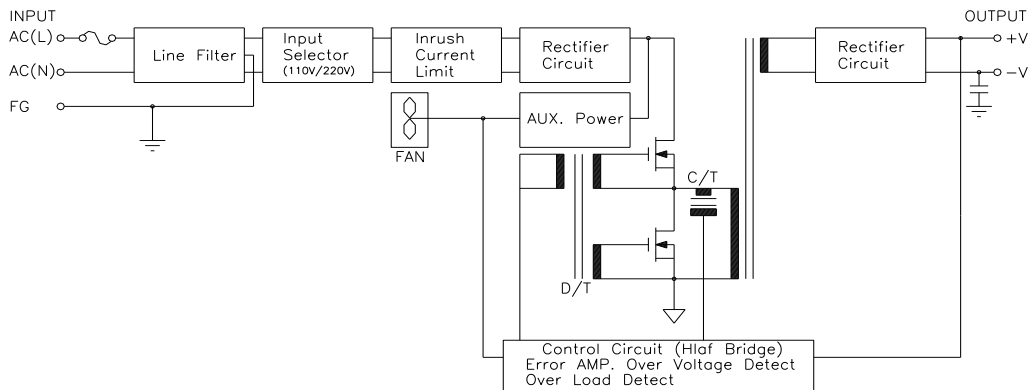 INPUT
OUTPUT
AC(L)
Line Filter
Input
Selector
(110V/220V)
Inrush
Current
Limit
Rectifier
Circuit
Rectifier
Circuit
+V
AC(N)
-V
FG
FAN
AUX. Power
C/T
D/T
Control Circuit (Hlaf Bridge)
Error AMP. Over Voltage Detect
Over Load Detect